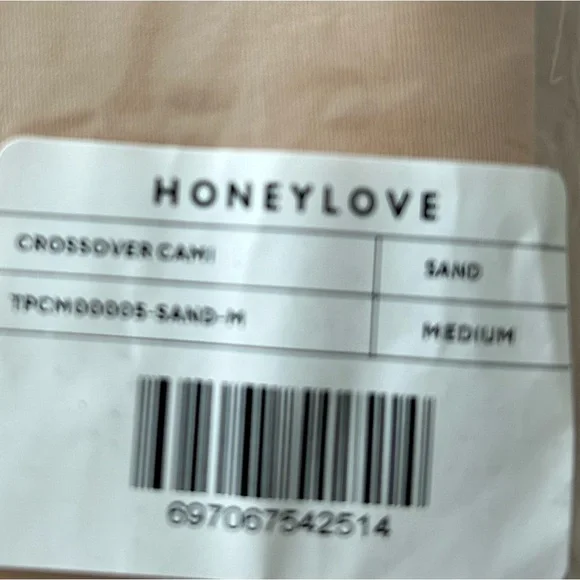 HONEYLOVE
CROSSOVER CAMI
SAND
TPCM00005-SAND-M
MEDIUM
697067542514